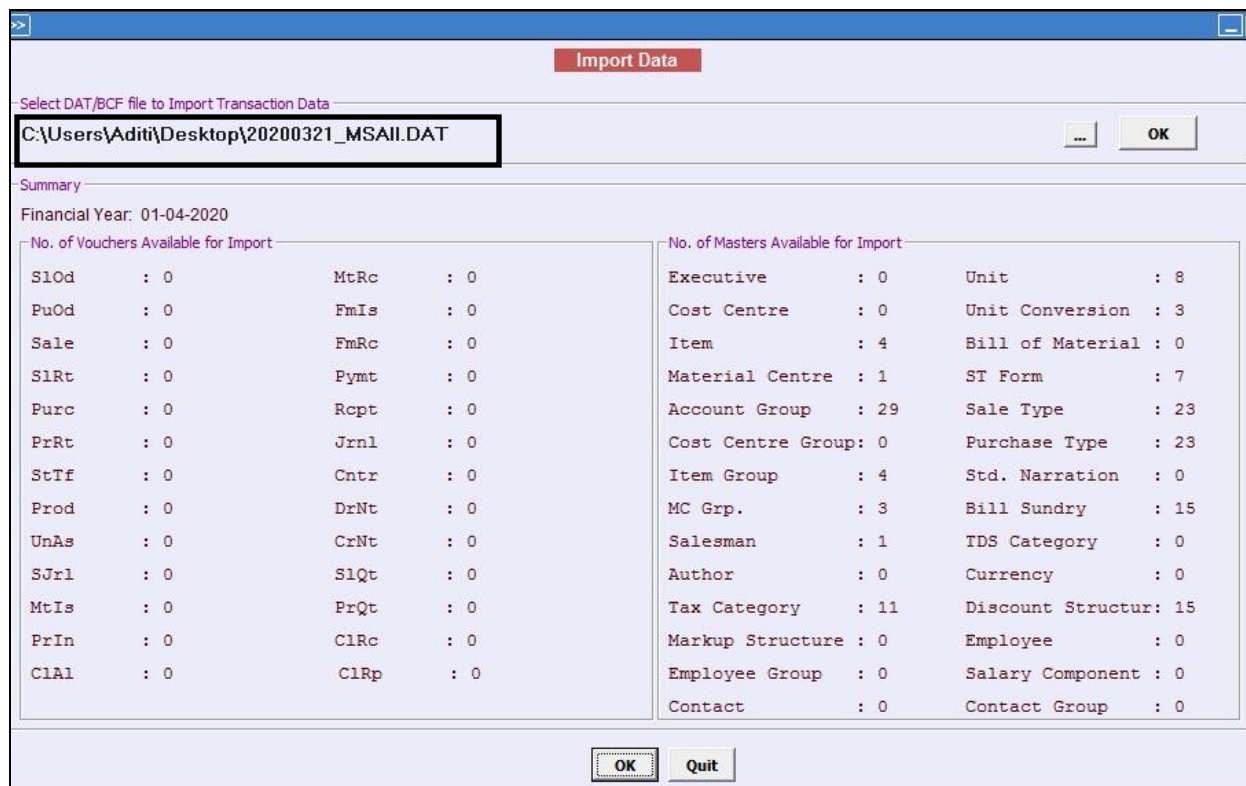 >>
Import Data
Select DAT/BCF file to Import Transaction Data
C:\Users\Aditi\Desktop\20200321_MSAll.DAT ... OK
Summary
Financial Year: 01-04-2020
No. of Vouchers Available for Import No. of Masters Available for Import
SlOd : 0 MtRc : 0 Executive : 0 Unit : 8
PuOd : 0 FmIs : 0 Cost Centre : 0 Unit Conversion : 3
Sale : 0 FmRc : 0 Item : 4 Bill of Material : 0
SlRt : 0 Pymt : 0 Material Centre : 1 ST Form : 7
Purc : 0 Rcpt : 0 Account Group : 29 Sale Type : 23
PrRt : 0 Jrnl : 0 Cost Centre Group: 0 Purchase Type : 23
StTf : 0 Cntr : 0 Item Group : 4 Std. Narration : 0
Prod : 0 DrNt : 0 MC Grp. : 3 Bill Sundry : 15
UnAs : 0 CrNt : 0 Salesman : 1 TDS Category : 0
SJrl : 0 SlQt : 0 Author : 0 Currency : 0
MtIs : 0 PrQt : 0 Tax Category : 11 Discount Structur: 15
PrIn : 0 ClRc : 0 Markup Structure : 0 Employee : 0
ClAl : 0 ClRp : 0 Employee Group : 0 Salary Component : 0
Contact : 0 Contact Group : 0
OK Quit